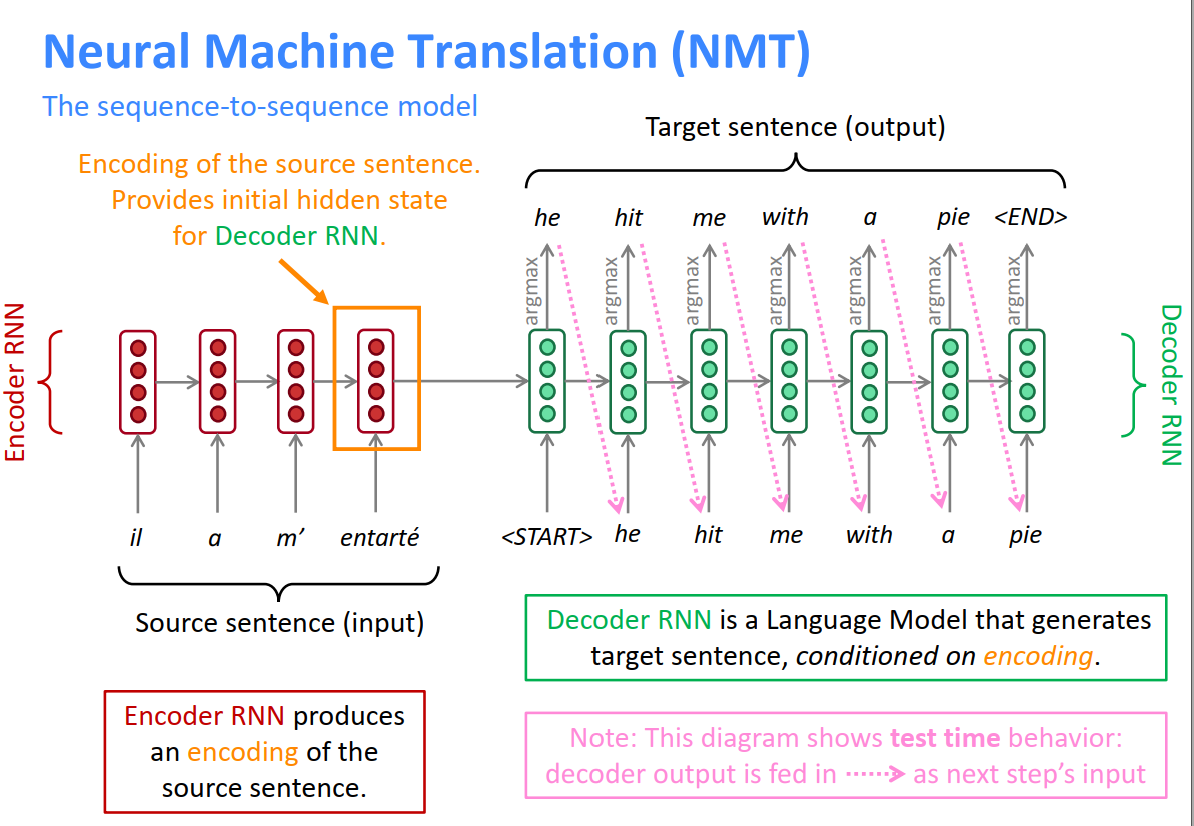 Neural Machine Translation (NMT)
The sequence-to-sequence model
Target sentence (output)
Encoding of the source sentence.
Provides initial hidden state
for Decoder RNN.
he hit me with a pie <END>
argmax argmax argmax argmax argmax argmax argmax
Encoder RNN
Decoder RNN
il a m’ entarté
<START> he hit me with a pie
Source sentence (input)
Decoder RNN is a Language Model that generates
target sentence, conditioned on encoding.
Encoder RNN produces
an encoding of the
source sentence.
Note: This diagram shows test time behavior:
decoder output is fed in as next step’s input